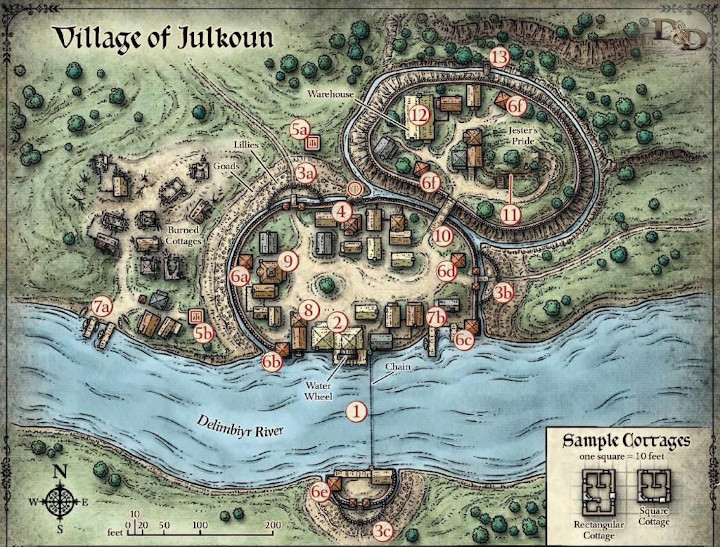 Village of Julkoun
D&D
13
Warehouse
12
6f
5a
Jester's
Pride
Lillies
Goads
3a
6f
4
11
10
Burned
Cottages
9
6a
6d
3b
7a
5b
8
2
7b
6c
6b
Water
Wheel
Chain
1
Delimbiyr River
Sample Cottages
one square = 10 feet
Rectangular
Cottage
Square
Cottage
N
W
E
S
6e
3c
10
feet
0
20
50
100
200